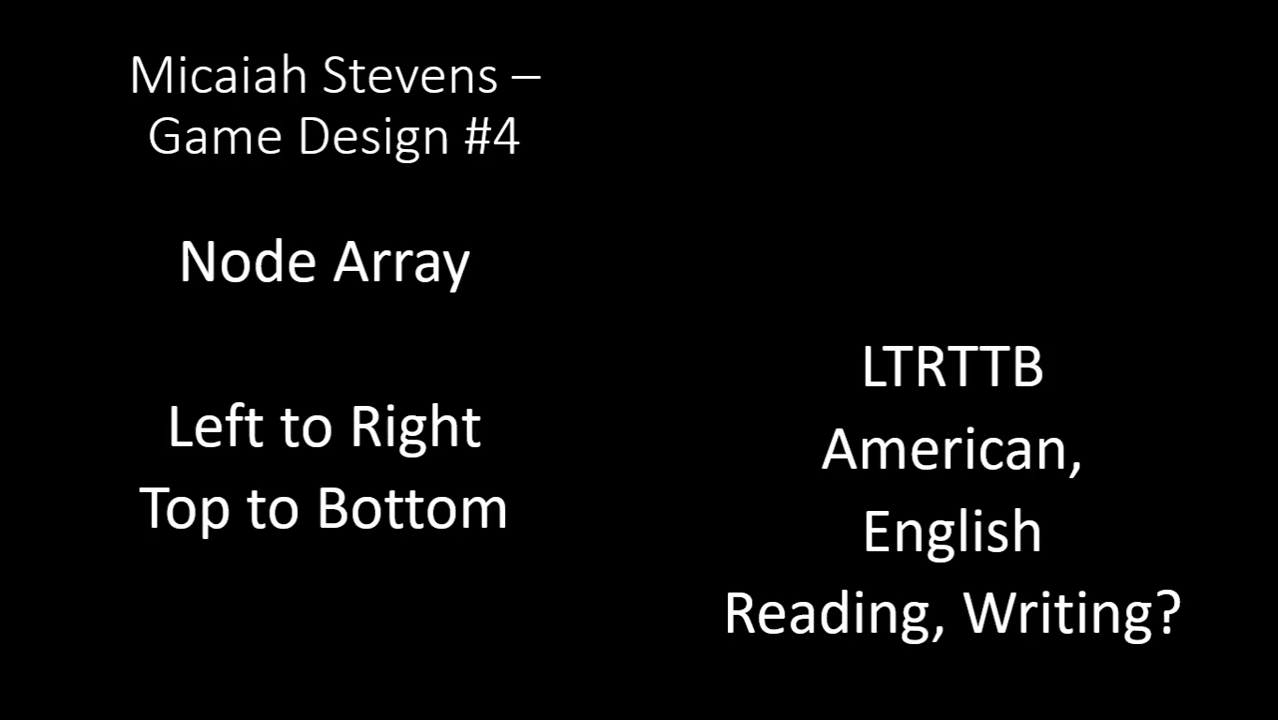 Micaiah Stevens –
Game Design #4
Node Array
Left to Right
Top to Bottom
LTRTTB
American,
English
Reading, Writing?